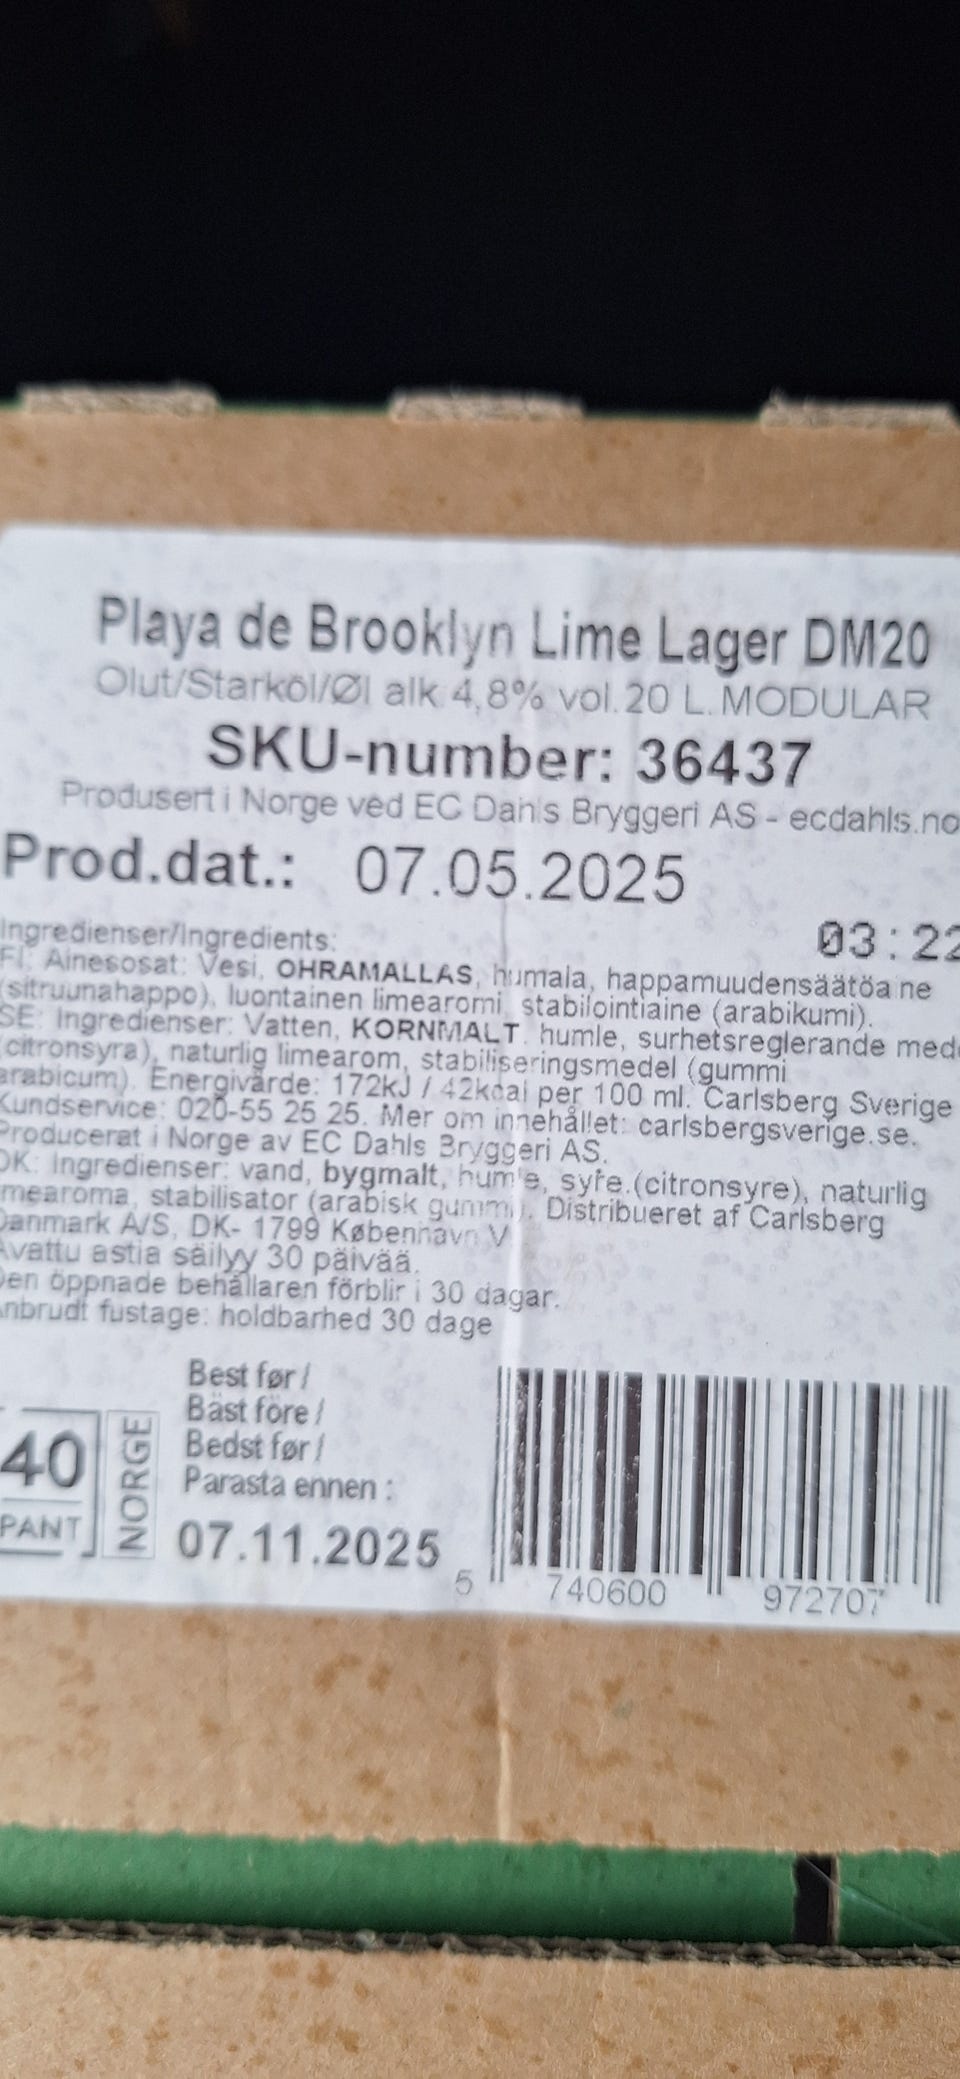 Playa de Brooklyn Lime Lager DM20
Olut/Starköl/Øl alk 4,8% vol.20 L.MODULAR
SKU-number: 36437
Produsert i Norge ved EC Dahls Bryggeri AS - ecdahls.no
Prod.dat.: 07.05.2025
03:22
Ingredienser/Ingredients:
FI: Ainesosat: Vesi, OHRAMALLAS, humala, happamuudensäätöaine
(sitruunahappo), luontainen limearomi, stabilointiaine (arabikumi).
SE: Ingredienser: Vatten, KORNMALT, humle, surhetsreglerande med
(citronsyra), naturlig limearom, stabiliseringsmedel (gummi
arabicum). Energivärde: 172kJ / 42kcal per 100 ml. Carlsberg Sverige
Kundservice: 020-55 25 25. Mer om innehållet: carlsbergsverige.se.
Producerat i Norge av EC Dahls Bryggeri AS.
DK: Ingredienser: vand, bygmalt, humle, syre.(citronsyre), naturlig
imearoma, stabilisator (arabisk gummi). Distribueret af Carlsberg
Danmark A/S, DK- 1799 København V
Avattu astia säilyy 30 päivää.
Den öppnade behållaren förblir i 30 dagar.
Anbrudt fustage: holdbarhed 30 dage
Best før /
Bäst före /
Bedst før /
Parasta ennen :
07.11.2025
40
PANT
NORGE
5 740600 972707